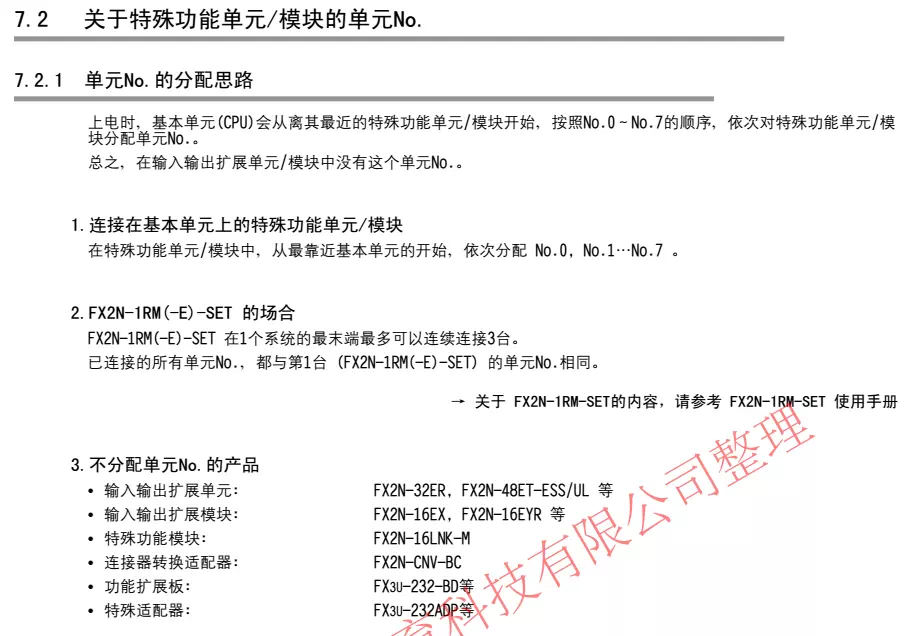 7.2 关于特殊功能单元/模块的单元No.
7.2.1 单元No.的分配思路
上电时，基本单元(CPU)会从离其最近的特殊功能单元/模块开始，按照No.0~No.7的顺序，依次对特殊功能单元/模
块分配单元No.。
总之，在输入输出扩展单元/模块中没有这个单元No.。
1. 连接在基本单元上的特殊功能单元/模块
在特殊功能单元/模块中，从最靠近基本单元的开始，依次分配 No.0, No.1…No.7 。
2. FX2N-1RM(-E)-SET 的场合
FX2N-1RM(-E)-SET 在1个系统的最末端最多可以连续连接3台。
已连接的所有单元No.，都与第1台 (FX2N-1RM(-E)-SET) 的单元No.相同。
→ 关于 FX2N-1RM-SET的内容，请参考 FX2N-1RM-SET 使用手册
3. 不分配单元No.的产品
• 输入输出扩展单元： FX2N-32ER, FX2N-48ET-ESS/UL 等
• 输入输出扩展模块： FX2N-16EX, FX2N-16EYR 等
• 特殊功能模块： FX2N-16LNK-M
• 连接器转换适配器： FX2N-CNV-BC
• 功能扩展板： FX3U-232-BD等
• 特殊适配器： FX3U-232ADP等
科技有限公司整理